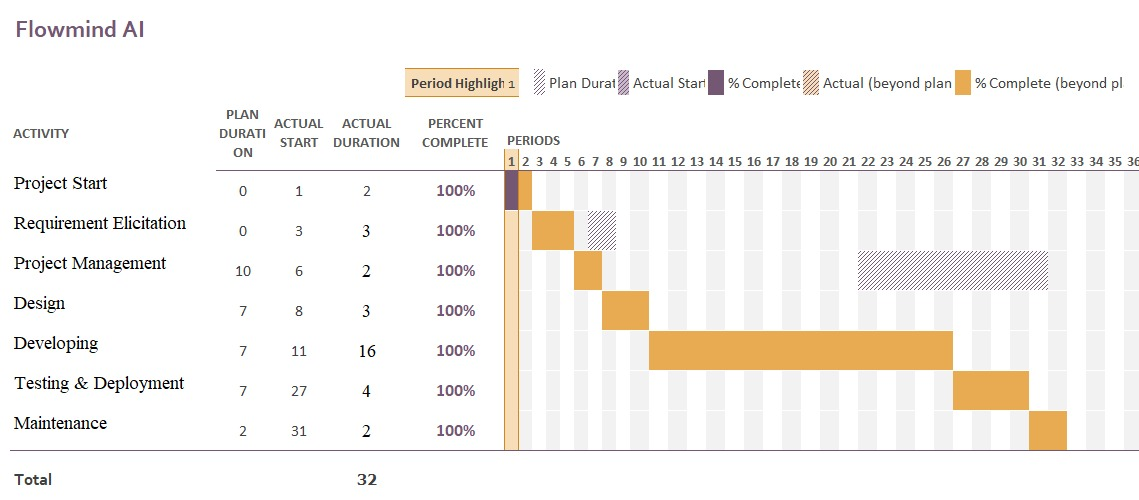 Flowmind AI
Period Highligh 1 Plan Durat Actual Start % Complete Actual (beyond plan % Complete (beyond pl
ACTIVITY PLAN DURATI ON ACTUAL START ACTUAL DURATION PERCENT COMPLETE PERIODS
1 2 3 4 5 6 7 8 9 10 11 12 13 14 15 16 17 18 19 20 21 22 23 24 25 26 27 28 29 30 31 32 33 34 35 36
Project Start 0 1 2 100%
Requirement Elicitation 0 3 3 100%
Project Management 10 6 2 100%
Design 7 8 3 100%
Developing 7 11 16 100%
Testing & Deployment 7 27 4 100%
Maintenance 2 31 2 100%
Total 32